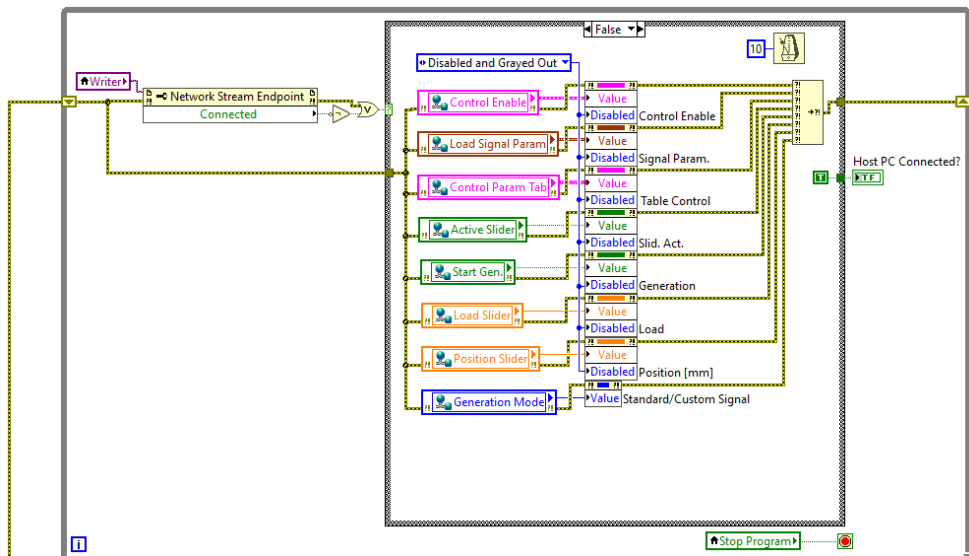 False
10
Disabled and Grayed Out
Writer
Network Stream Endpoint
Connected
V
?
Control Enable
Value
Disabled Control Enable
Load Signal Param
Value
Disabled Signal Param.
Control Param Tab
Value
Disabled Table Control
Active Slider
Value
Disabled Slid. Act.
Start Gen.
Value
Disabled Generation
Load Slider
Value
Disabled Load
Position Slider
Value
Disabled Position [mm]
Generation Mode
Value Standard/Custom Signal
Host PC Connected?
T
TF
i
Stop Program